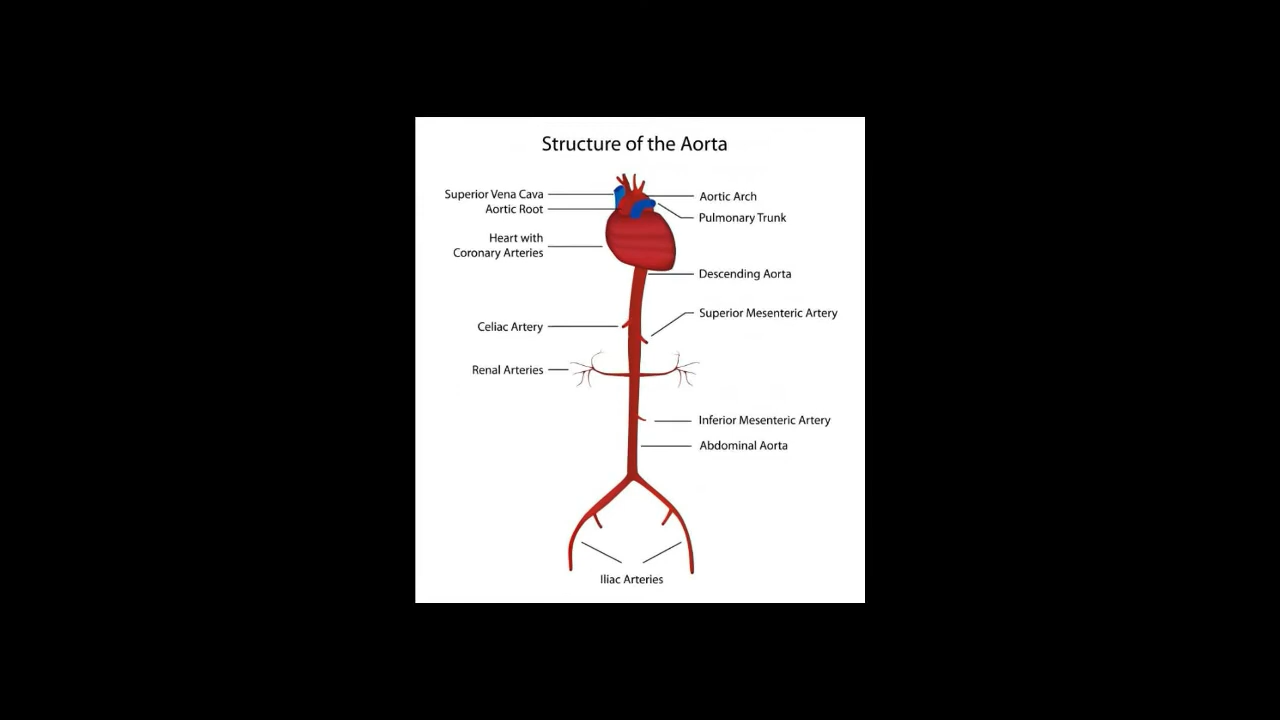 Structure of the Aorta
Superior Vena Cava
Aortic Root
Heart with
Coronary Arteries
Celiac Artery
Renal Arteries
Aortic Arch
Pulmonary Trunk
Descending Aorta
Superior Mesenteric Artery
Inferior Mesenteric Artery
Abdominal Aorta
Iliac Arteries